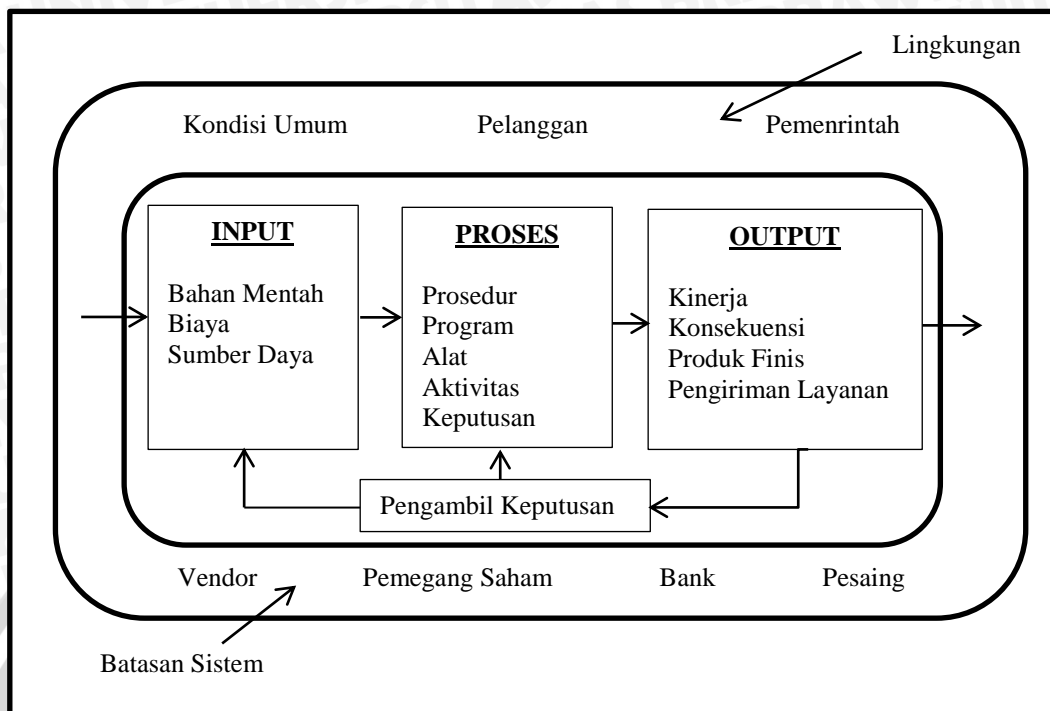 Lingkungan
Kondisi Umum
Pelanggan
Pemenrintah
INPUT
Bahan Mentah
Biaya
Sumber Daya
PROSES
Prosedur
Program
Alat
Aktivitas
Keputusan
OUTPUT
Kinerja
Konsekuensi
Produk Finis
Pengiriman Layanan
Pengambil Keputusan
Vendor
Pemegang Saham
Bank
Pesaing
Batasan Sistem